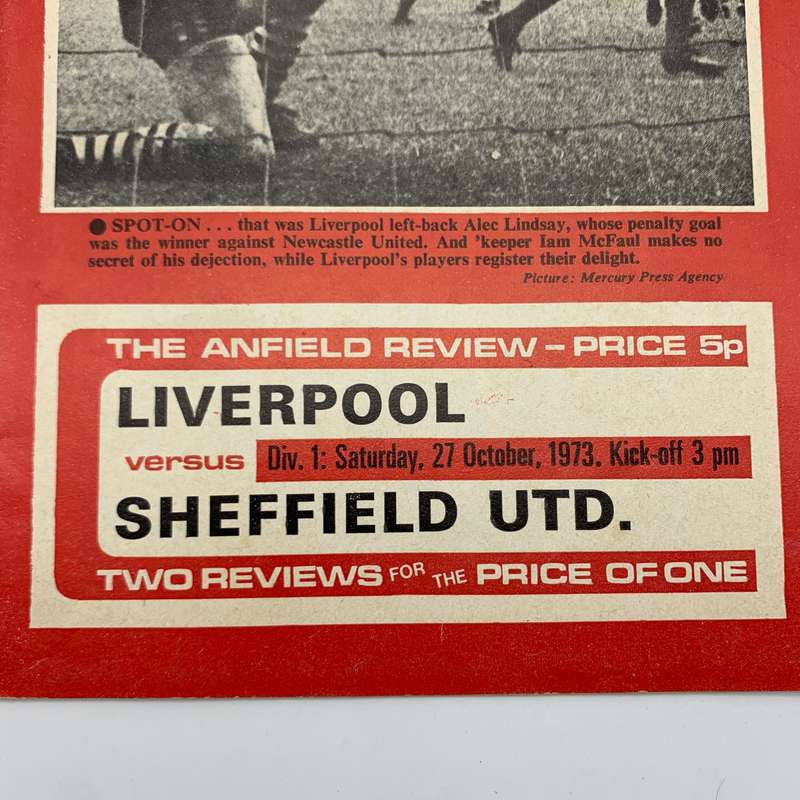 ● SPOT-ON . . . that was Liverpool left-back Alec Lindsay, whose penalty goal
was the winner against Newcastle United. And 'keeper Iam McFaul makes no
secret of his dejection, while Liverpool's players register their delight.
Picture: Mercury Press Agency
THE ANFIELD REVIEW – PRICE 5p
LIVERPOOL
versus Div. 1: Saturday, 27 October, 1973. Kick-off 3 pm
SHEFFIELD UTD.
TWO REVIEWS FOR THE PRICE OF ONE